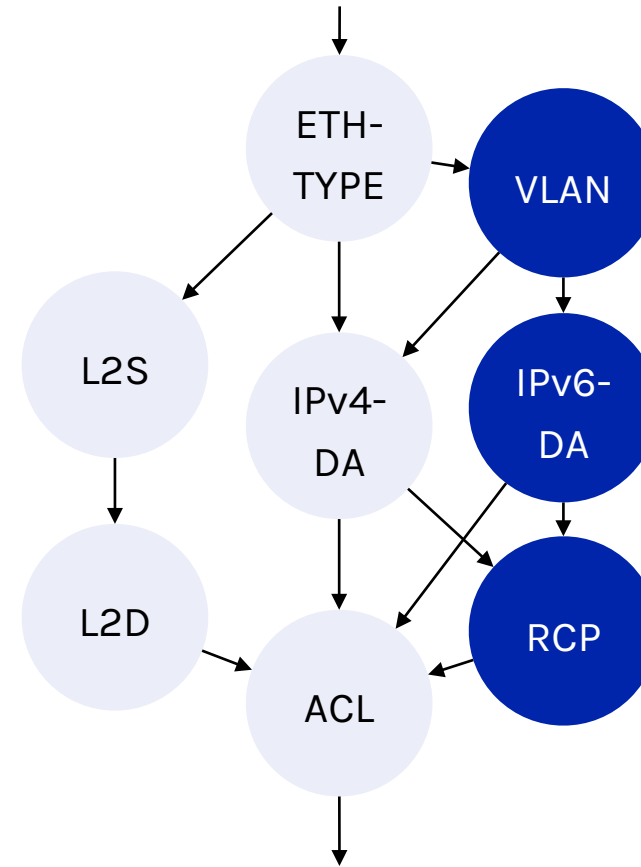 ETH-
TYPE
VLAN
L2S
IPv4-
DA
IPv6-
DA
L2D
ACL
RCP